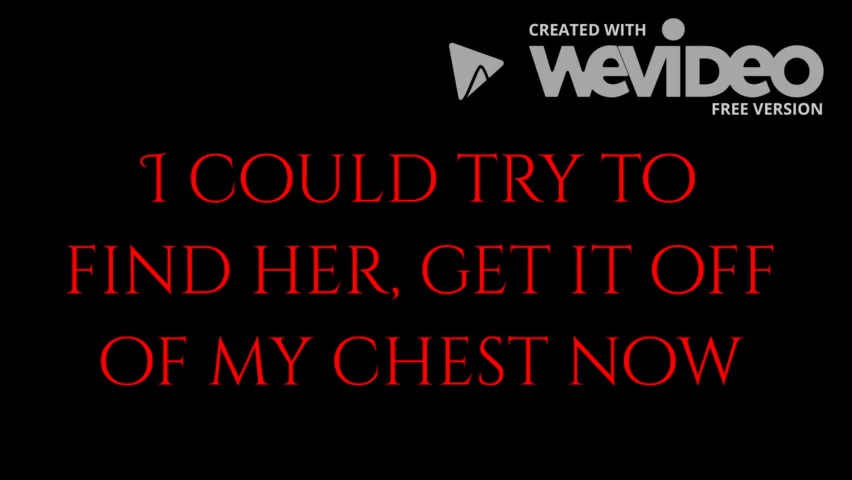 CREATED WITH
WEVIDEO
FREE VERSION
I COULD TRY TO
FIND HER, GET IT OFF
OF MY CHEST NOW